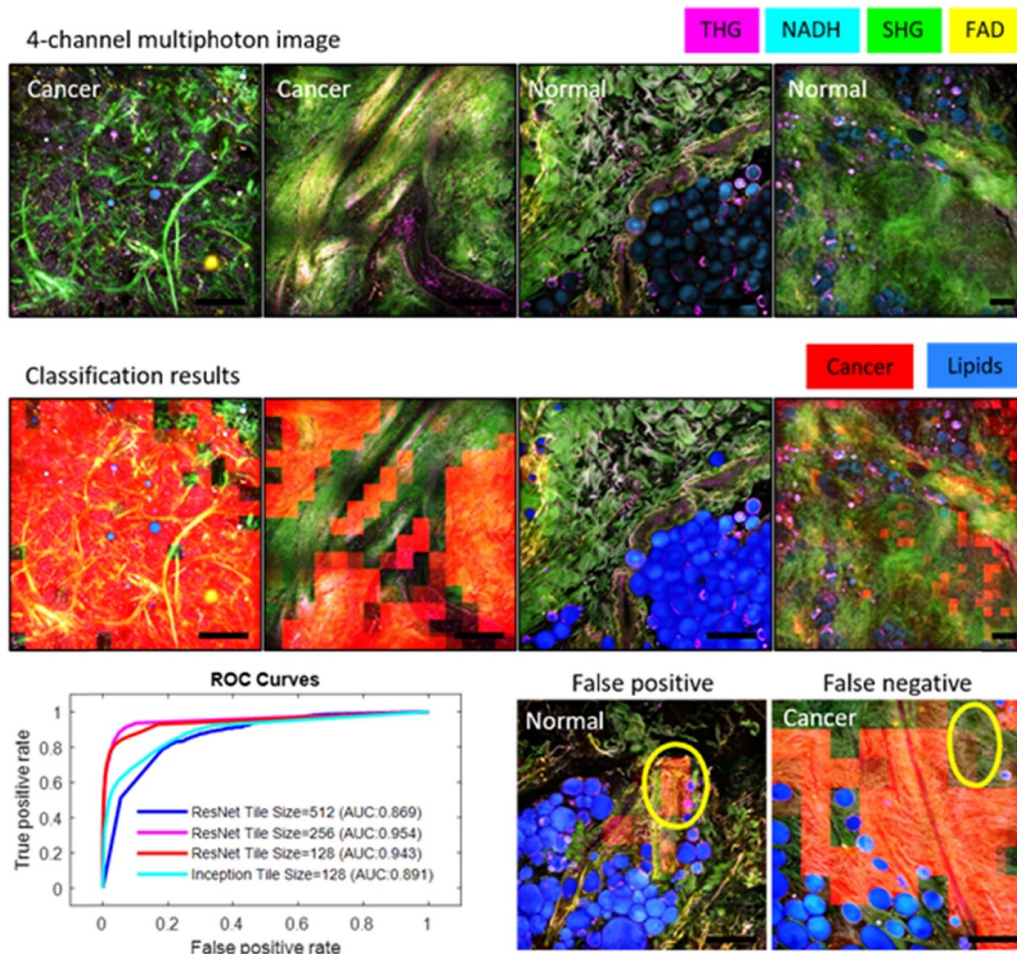 4-channel multiphoton image
THG NADH SHG FAD
Cancer Cancer Normal Normal
Classification results
Cancer Lipids
ROC Curves
True positive rate
1
0.8
0.6
0.4
0.2
0
ResNet Tile Size=512 (AUC:0.869)
ResNet Tile Size=256 (AUC:0.954)
ResNet Tile Size=128 (AUC:0.943)
Inception Tile Size=128 (AUC:0.891)
0 0.2 0.4 0.6 0.8 1
False positive rate
False positive False negative
Normal Cancer